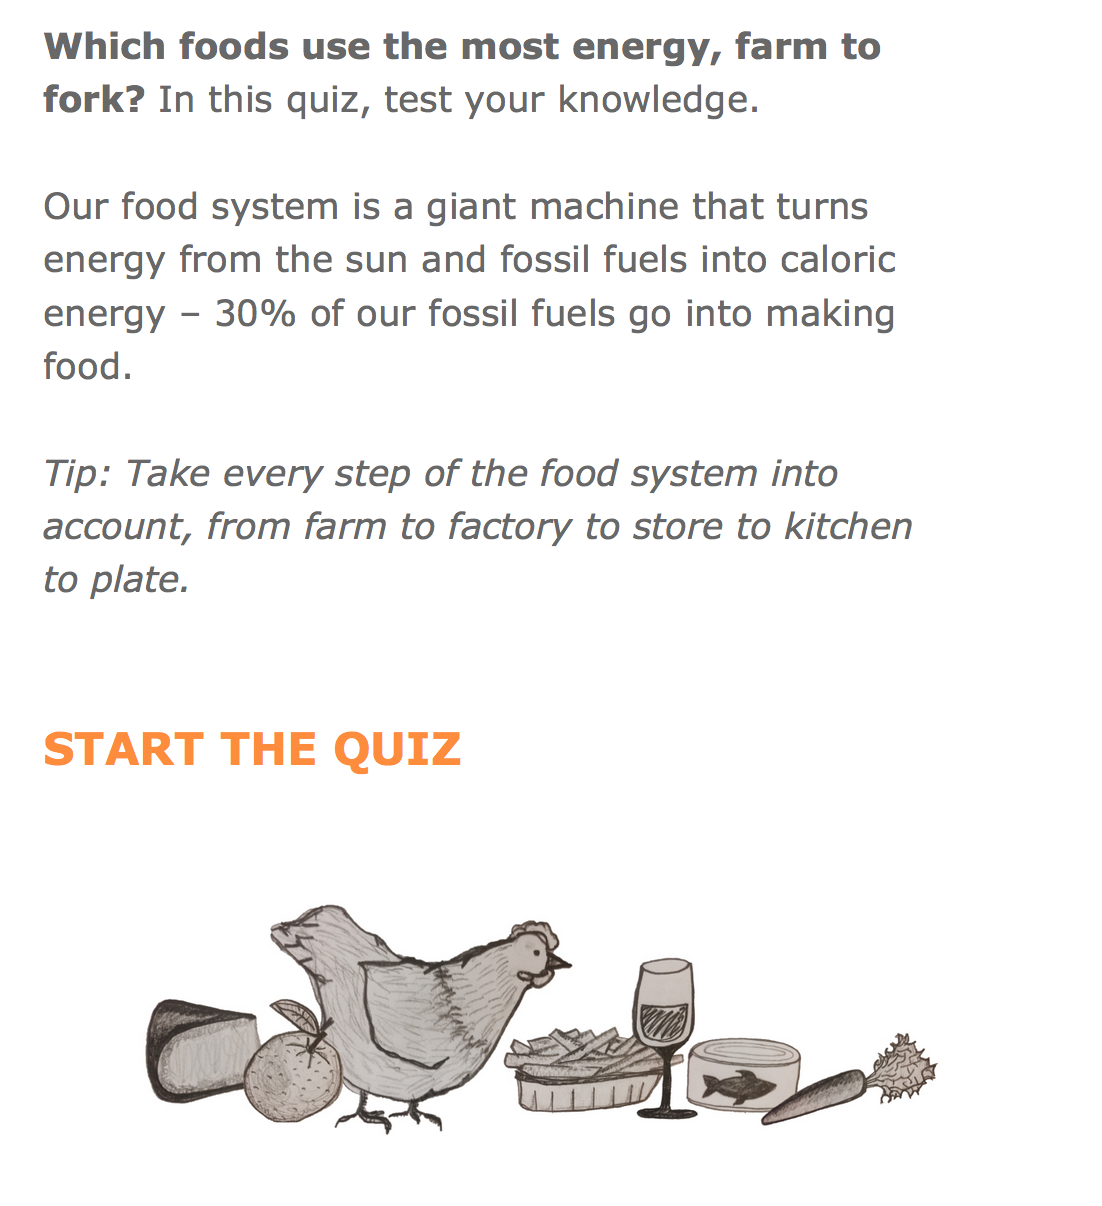 Which foods use the most energy, farm to
fork? In this quiz, test your knowledge.
Our food system is a giant machine that turns
energy from the sun and fossil fuels into caloric
energy – 30% of our fossil fuels go into making
food.
Tip: Take every step of the food system into
account, from farm to factory to store to kitchen
to plate.
START THE QUIZ